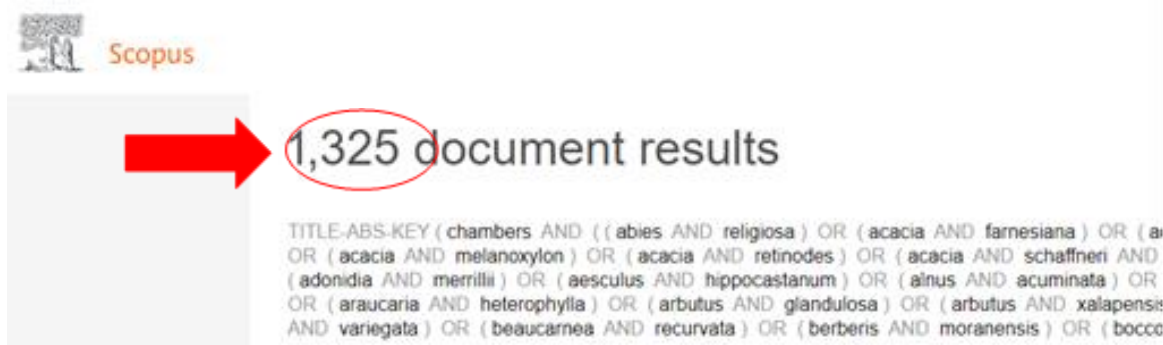 Scopus
1,325 document results
TITLE-ABS-KEY ( chambers AND ( ( abies AND religiosa ) OR ( acacia AND farnesiana ) OR (
OR ( acacia AND melanoxylon ) OR ( acacia AND retinodes ) OR ( acacia AND schaffneri AND
( adonidia AND merrillii ) OR ( aesculus AND hippocastanum ) OR ( alnus AND acuminata ) OR
OR ( araucaria AND heterophylla ) OR ( arbutus AND glandulosa ) OR ( arbutus AND xalapensis
AND variegata ) OR ( beaucarnea AND recurvata ) OR ( berberis AND moranensis ) OR ( bocco